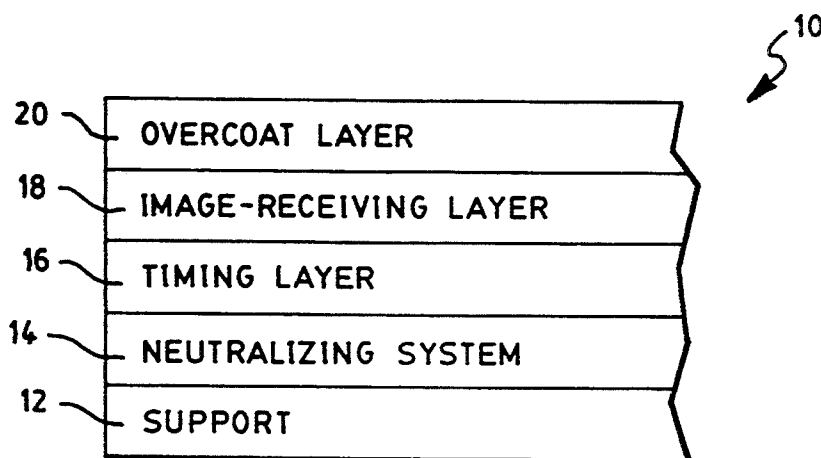 10
20 OVERCOAT LAYER
18 IMAGE-RECEIVING LAYER
16 TIMING LAYER
14 NEUTRALIZING SYSTEM
12 SUPPORT